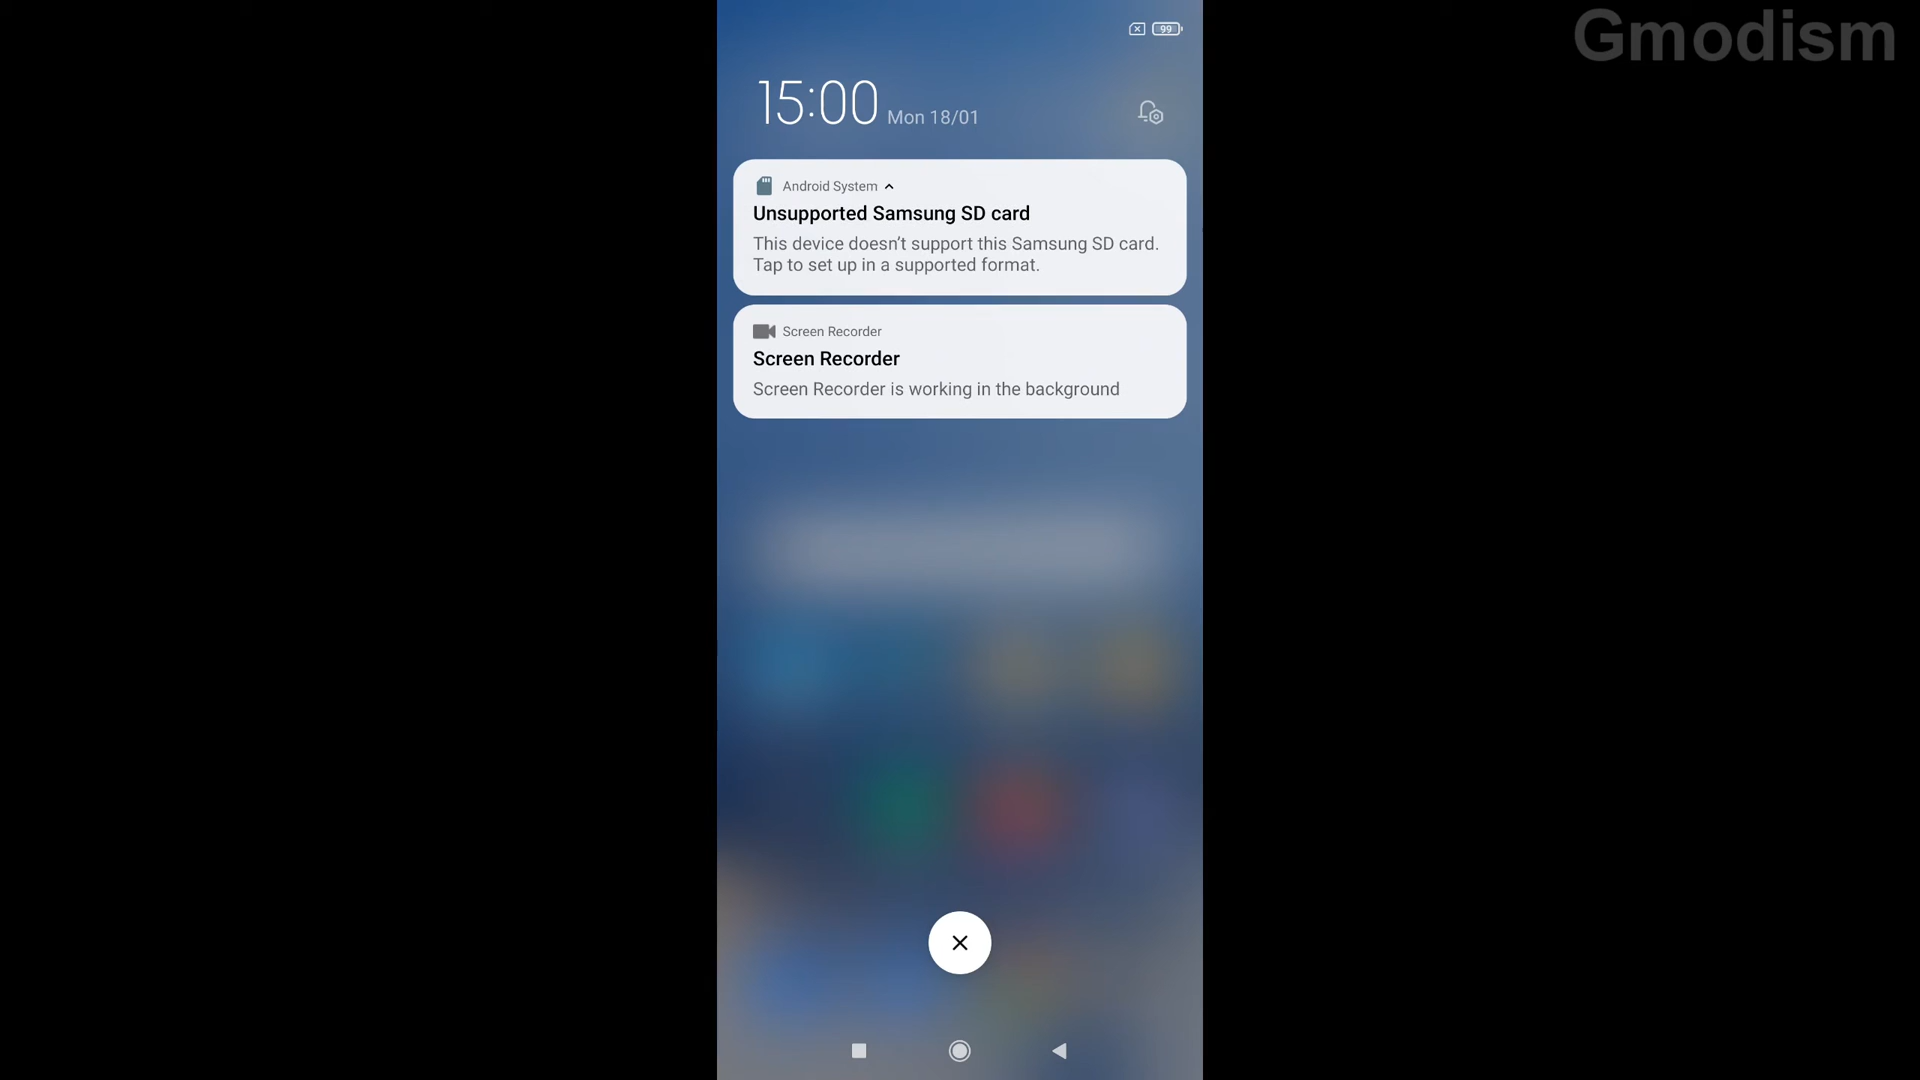 Gmodism
99
15:00 Mon 18/01
Android System
Unsupported Samsung SD card
This device doesn’t support this Samsung SD card.
Tap to set up in a supported format.
Screen Recorder
Screen Recorder
Screen Recorder is working in the background